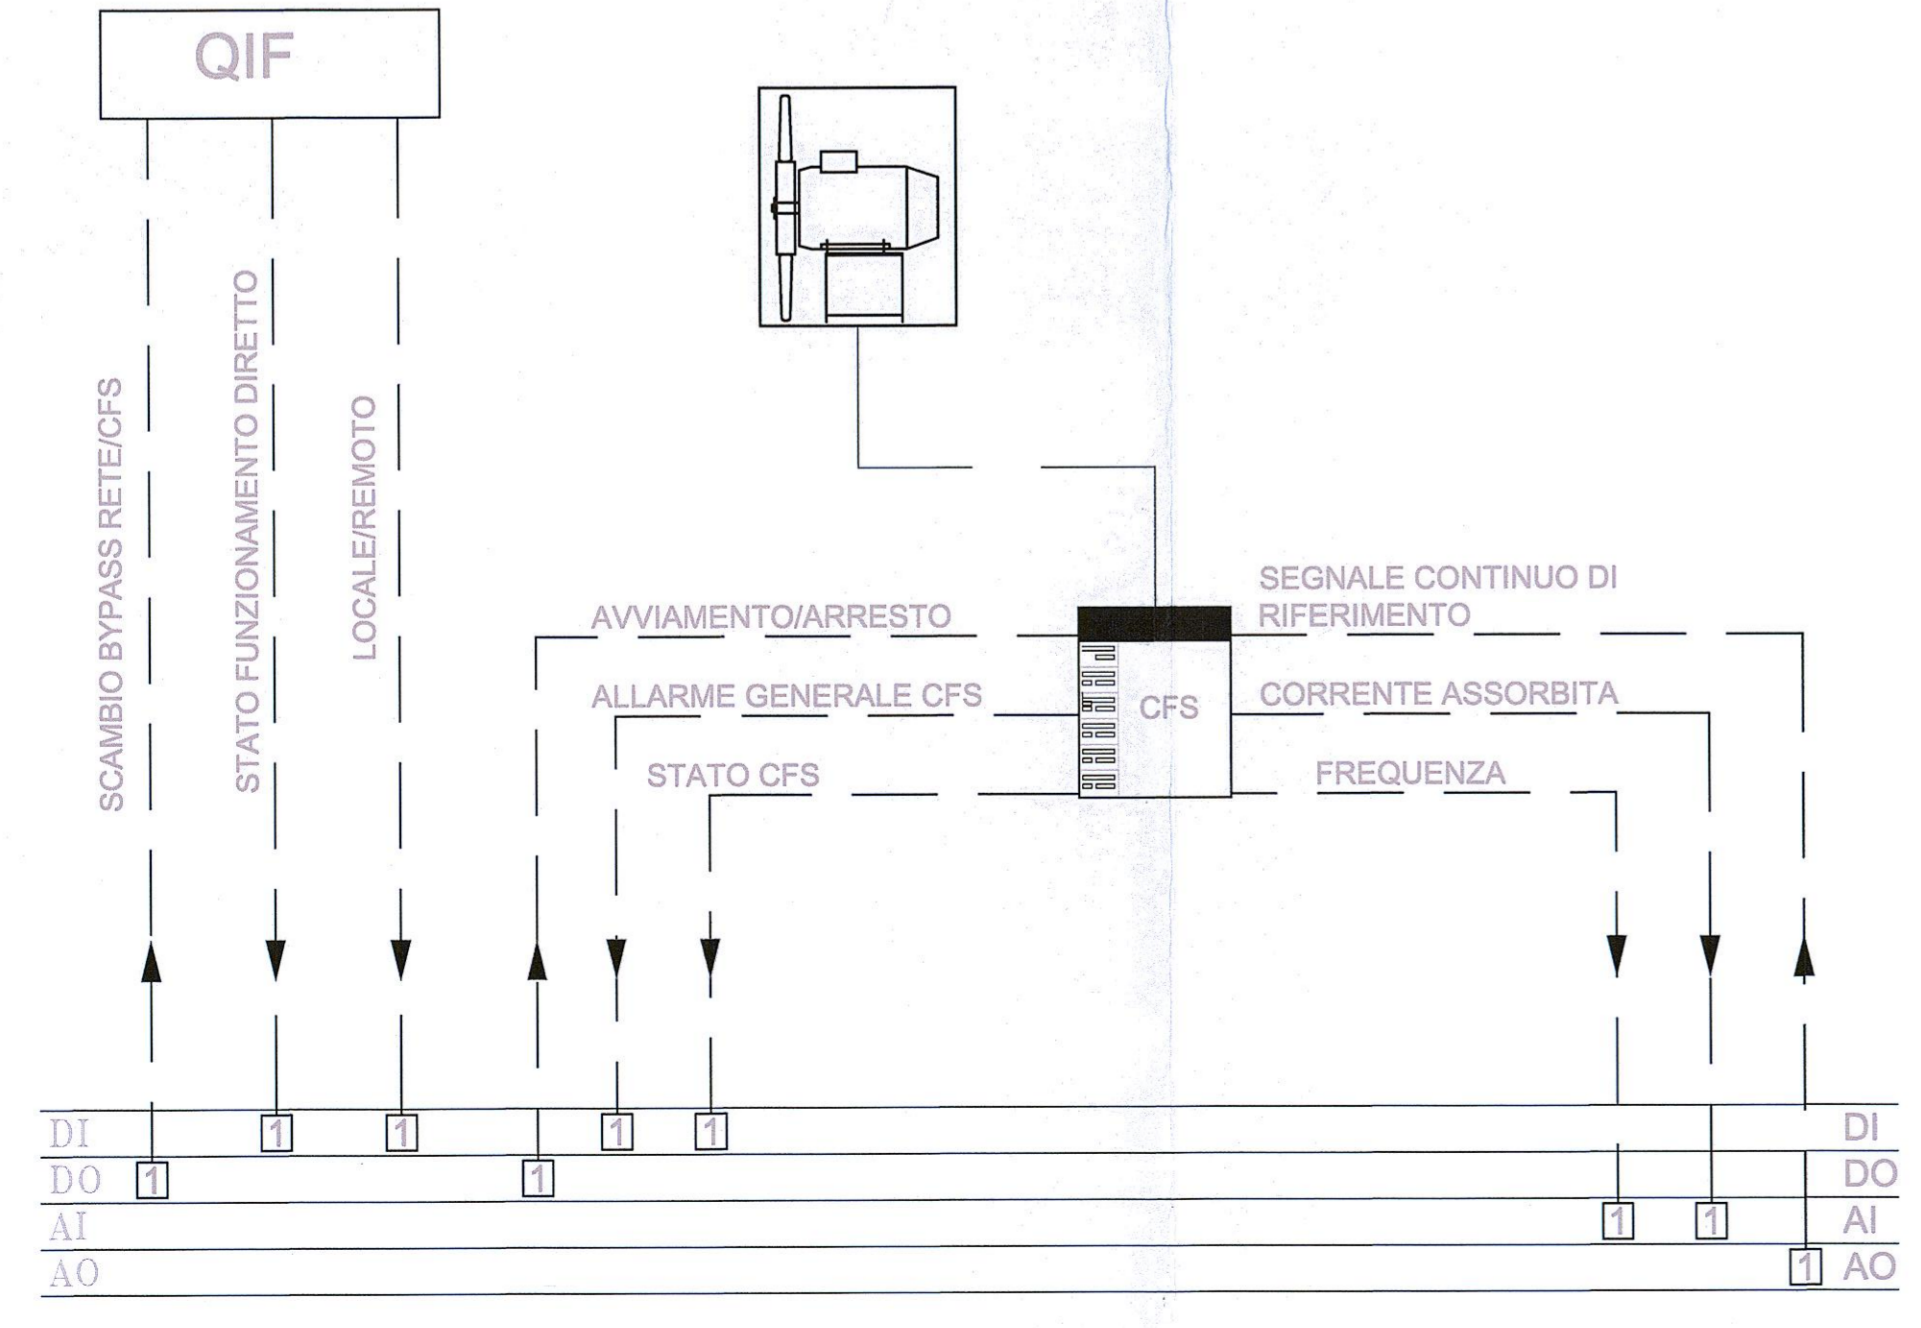 QIF
SCAMBIO BYPASS RETE/CFS
STATO FUNZIONAMENTO DIRETTO
LOCALE/REMOTO
AVVIAMENTO/ARRESTO
ALLARME GENERALE CFS
STATO CFS
CFS
SEGNALE CONTINUO DI
RIFERIMENTO
CORRENTE ASSORBITA
FREQUENZA
DI 1 1 1 1 DI
DO 1 1 DO
AI 1 1 AI
AO 1 AO